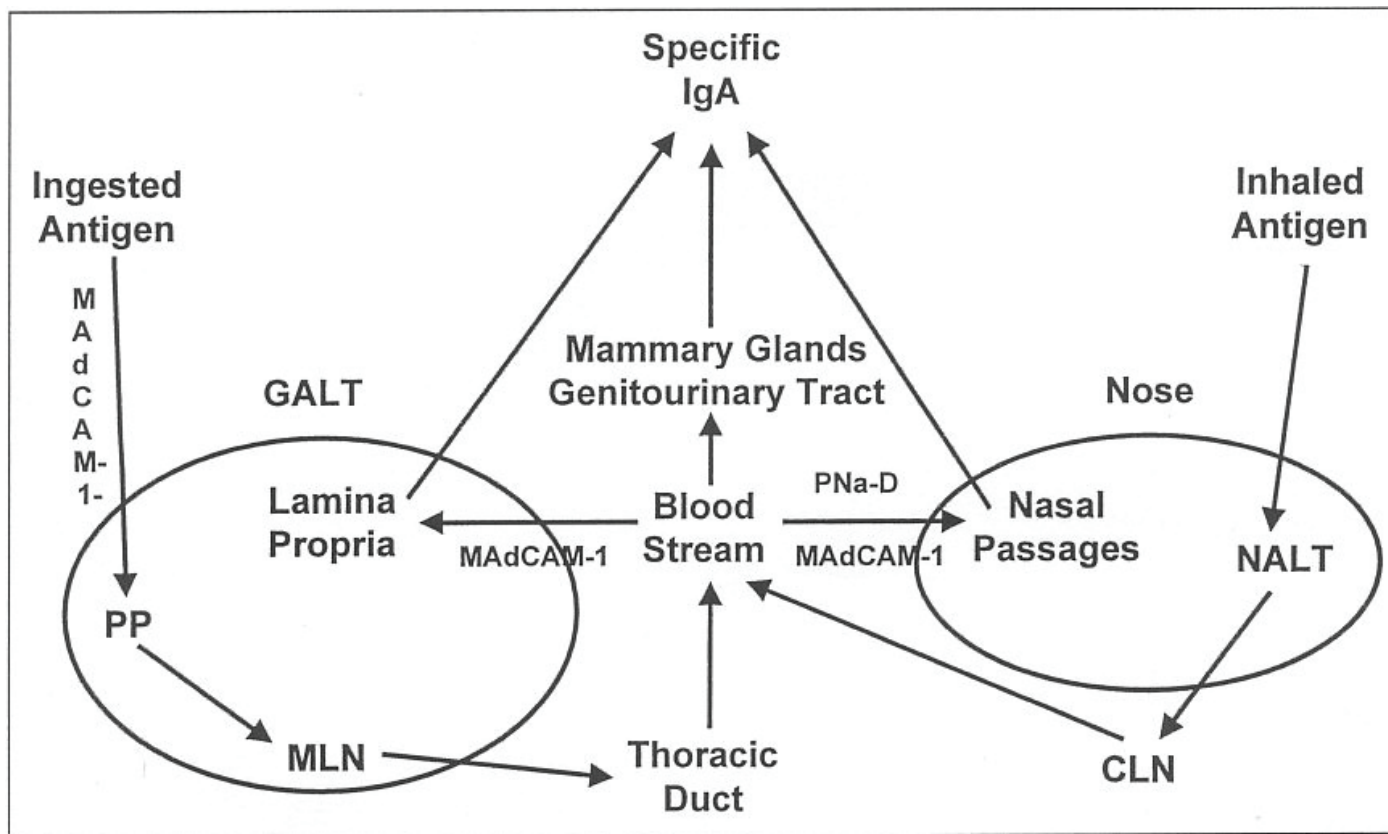 Specific
IgA
Ingested
Antigen
Inhaled
Antigen
M
A
d
C
A
M-
1-
Mammary Glands
Genitourinary Tract
GALT
Nose
PNa-D
Lamina
Propria
Blood
Stream
Nasal
Passages
MAdCAM-1
MAdCAM-1
NALT
PP
MLN
Thoracic
Duct
CLN